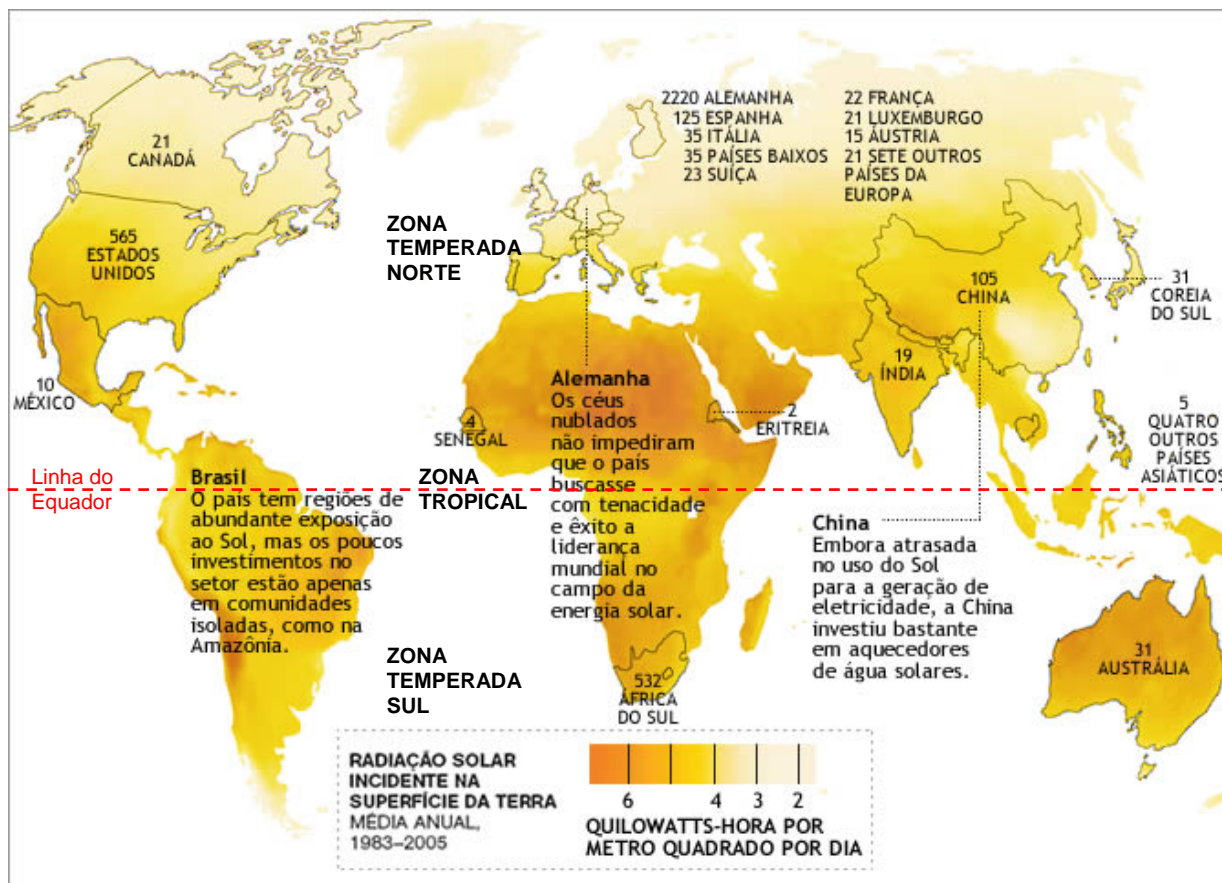 21
CANADÁ
565
ESTADOS
UNIDOS
10
MÉXICO
2220 ALEMANHA
125 ESPANHA
35 ITÁLIA
35 PAÍSES BAIXOS
23 SUÍÇA
22 FRANÇA
21 LUXEMBURGO
15 ÁUSTRIA
21 SETE OUTROS
PAÍSES DA
EUROPA
ZONA
TEMPERADA
NORTE
105
CHINA
31
COREIA
DO SUL
19
ÍNDIA
4
SENEGAL
2
ERITREIA
5
QUATRO
OUTROS
PAÍSES
ASIÁTICOS
Alemanha
Os céus
nublados
não impediram
que o país
buscasse
com tenacidade
e êxito a
liderança
mundial no
campo da
energia solar.
Linha do
Equador
ZONA
TROPICAL
Brasil
O país tem regiões de
abundante exposição
ao Sol, mas os poucos
investimentos no
setor estão apenas
em comunidades
isoladas, como na
Amazônia.
China
Embora atrasada
no uso do Sol
para a geração de
eletricidade, a China
investiu bastante
em aquecedores
de água solares.
ZONA
TEMPERADA
SUL
532
ÁFRICA
DO SUL
31
AUSTRÁLIA
RADIAÇÃO SOLAR
INCIDENTE NA
SUPERFÍCIE DA TERRA
MÉDIA ANUAL,
1983–2005
6 4 3 2
QUILOWATTS-HORA POR
METRO QUADRADO POR DIA